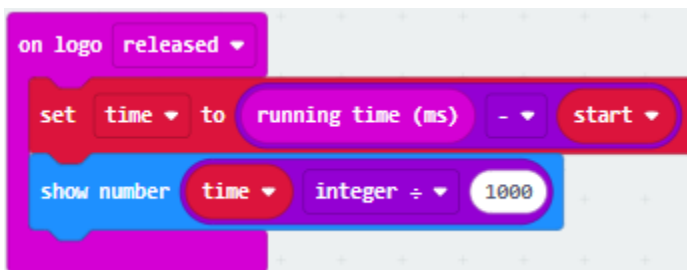 on logo released
set time to running time (ms) - start
show number time integer ÷ 1000